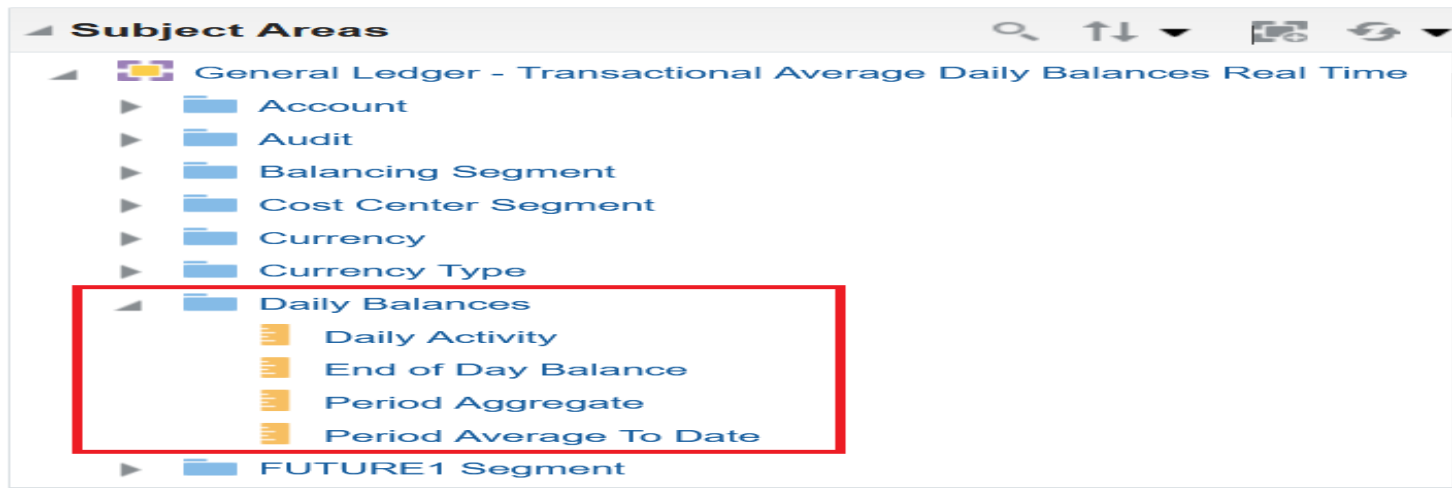 Subject Areas
General Ledger - Transactional Average Daily Balances Real Time
Account
Audit
Balancing Segment
Cost Center Segment
Currency
Currency Type
Daily Balances
Daily Activity
End of Day Balance
Period Aggregate
Period Average To Date
FUTURE1 Segment